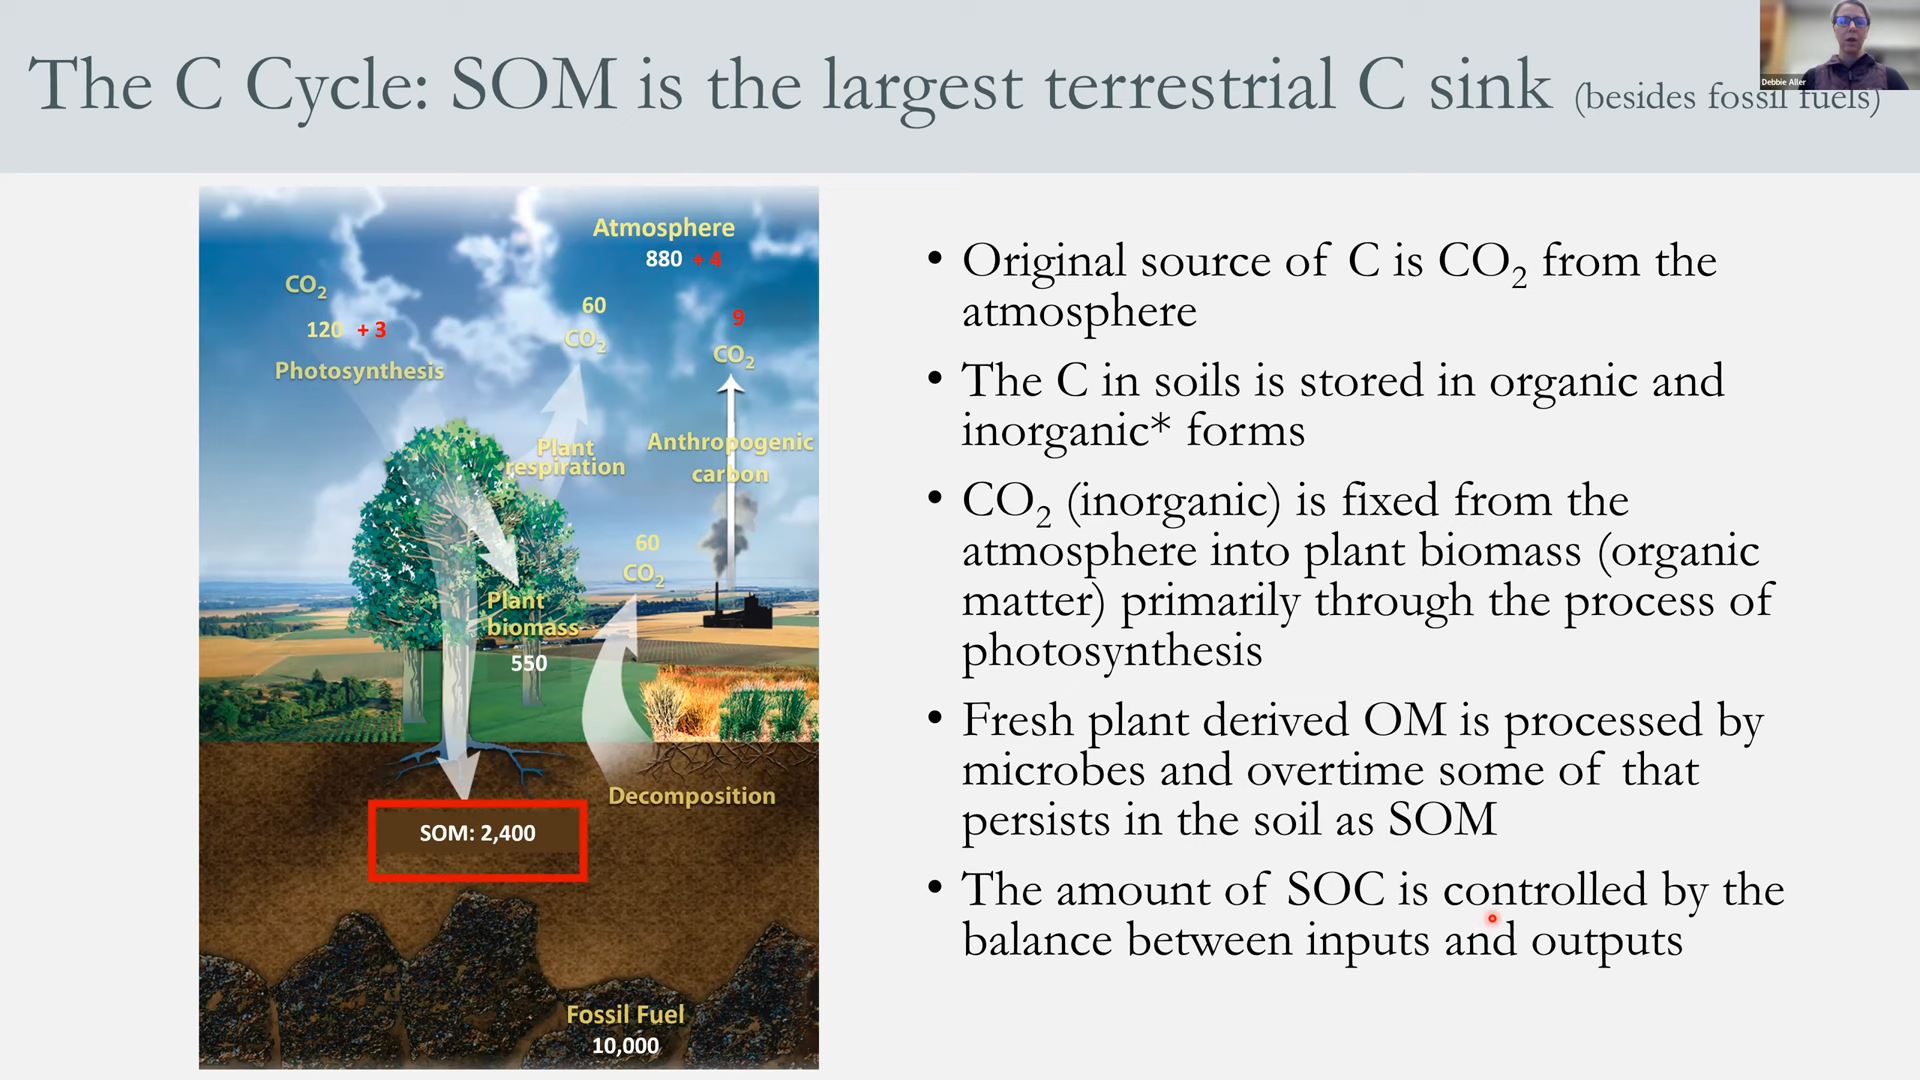 The C Cycle: SOM is the largest terrestrial C sink (besides fossil fuels)
Debbie Aller
Atmosphere
880 + 4
CO2
120 + 3
Photosynthesis
60
CO2
9
CO2
Plant
respiration
Anthropogenic
carbon
60
CO2
Plant
biomass
550
Decomposition
SOM: 2,400
Fossil Fuel
10,000
• Original source of C is CO2 from the
atmosphere
• The C in soils is stored in organic and
inorganic* forms
• CO2 (inorganic) is fixed from the
atmosphere into plant biomass (organic
matter) primarily through the process of
photosynthesis
• Fresh plant derived OM is processed by
microbes and overtime some of that
persists in the soil as SOM
• The amount of SOC is controlled by the
balance between inputs and outputs